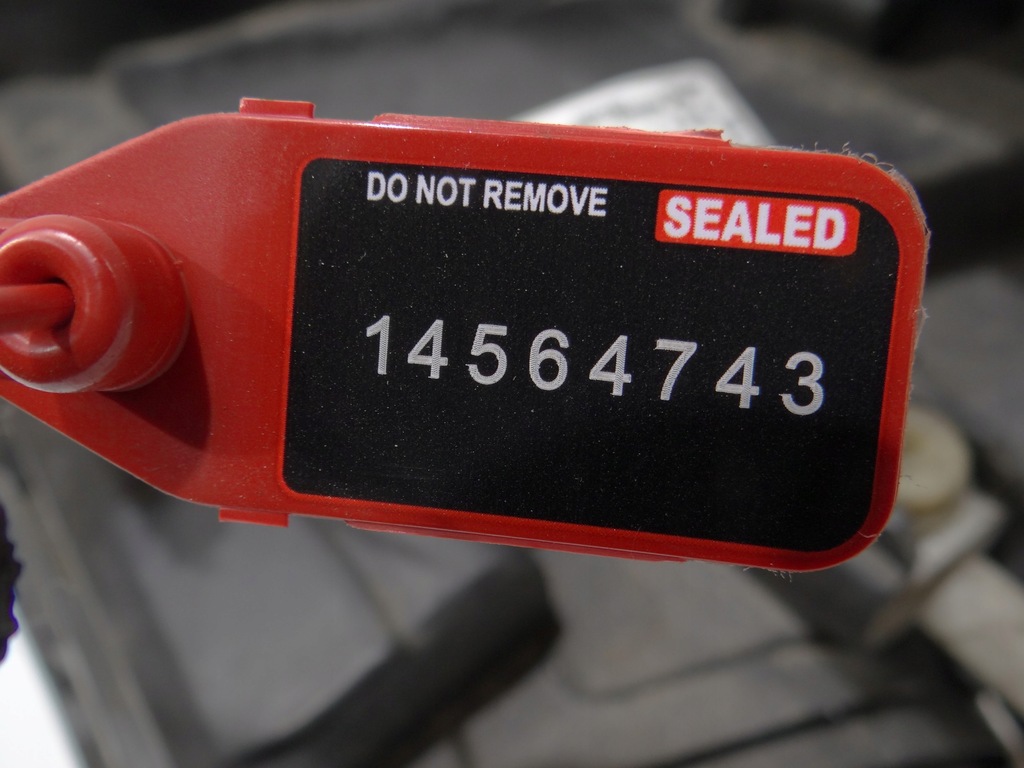 DO NOT REMOVE
SEALED
14564743